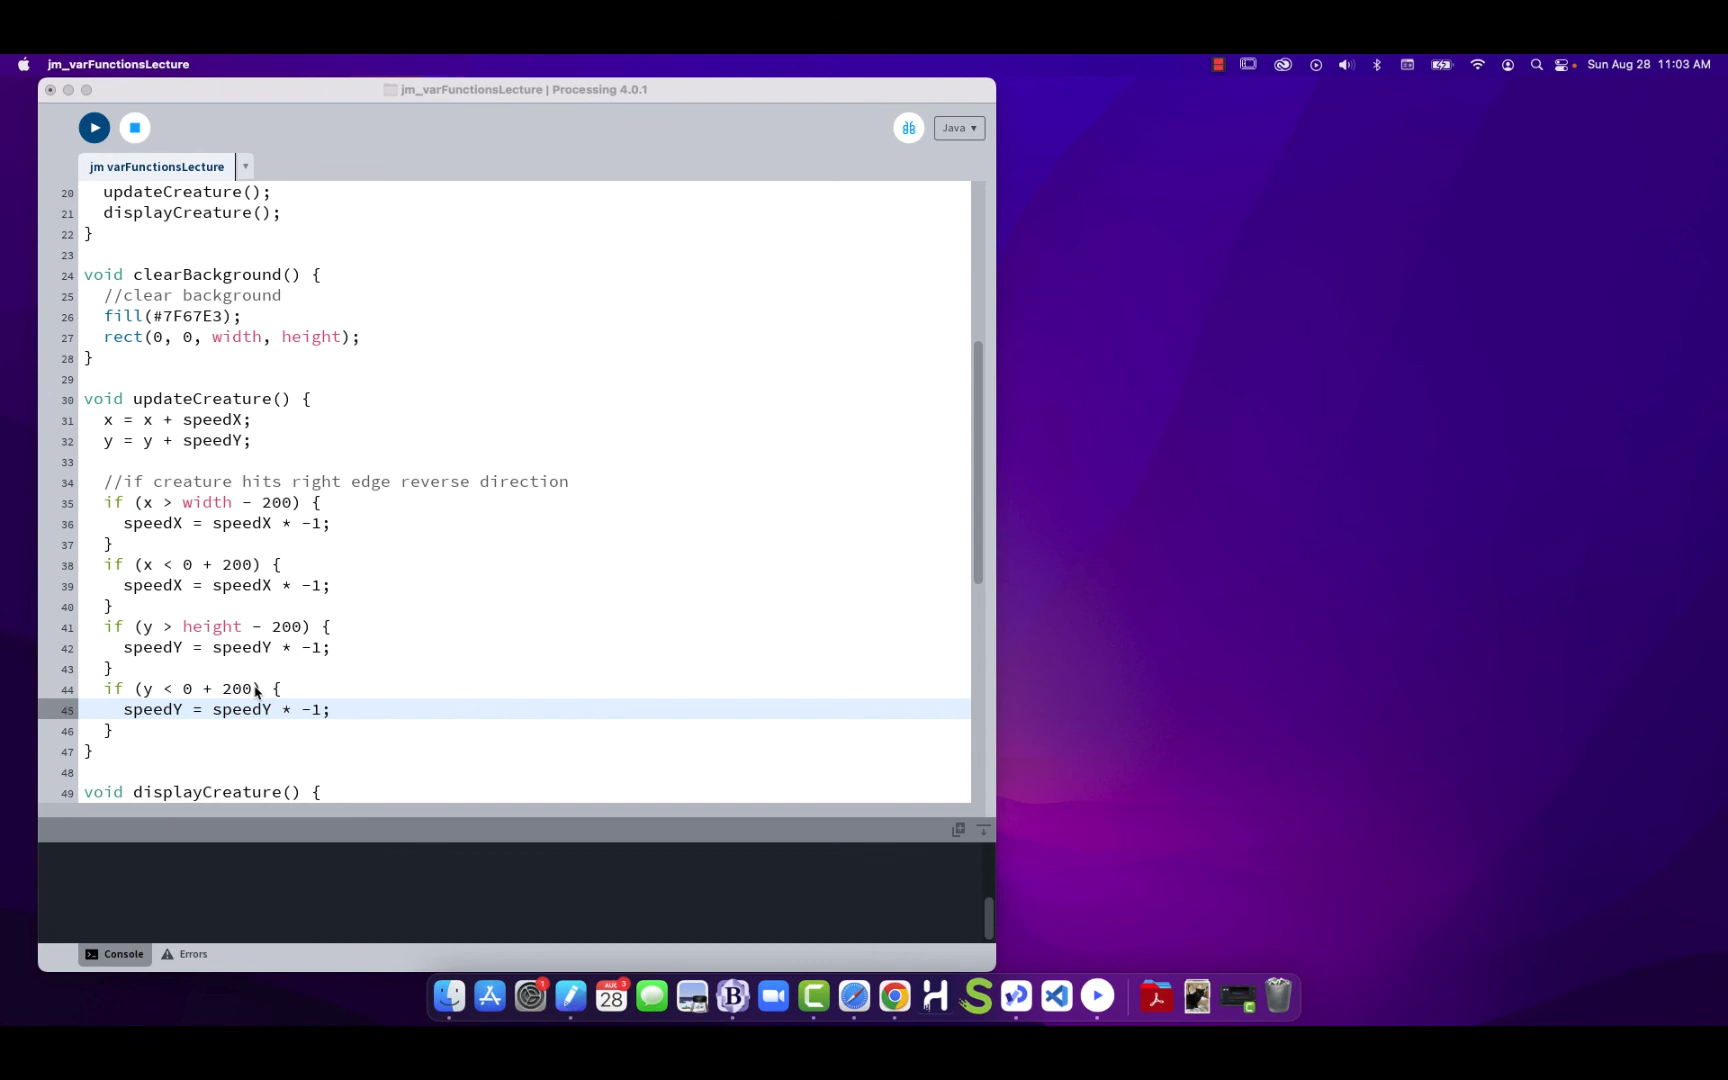 jm_varFunctionsLecture
Sun Aug 28 11:03 AM
jm_varFunctionsLecture | Processing 4.0.1
Java ▾
jm varFunctionsLecture
20 updateCreature();
21 displayCreature();
22 }
23
24 void clearBackground() {
25 //clear background
26 fill(#7F67E3);
27 rect(0, 0, width, height);
28 }
29
30 void updateCreature() {
31 x = x + speedX;
32 y = y + speedY;
33
34 //if creature hits right edge reverse direction
35 if (x > width - 200) {
36 speedX = speedX * -1;
37 }
38 if (x < 0 + 200) {
39 speedX = speedX * -1;
40 }
41 if (y > height - 200) {
42 speedY = speedY * -1;
43 }
44 if (y < 0 + 200) {
45 speedY = speedY * -1;
46 }
47 }
48
49 void displayCreature() {
Console
Errors
1
AUG 3
28
B
C
H
S